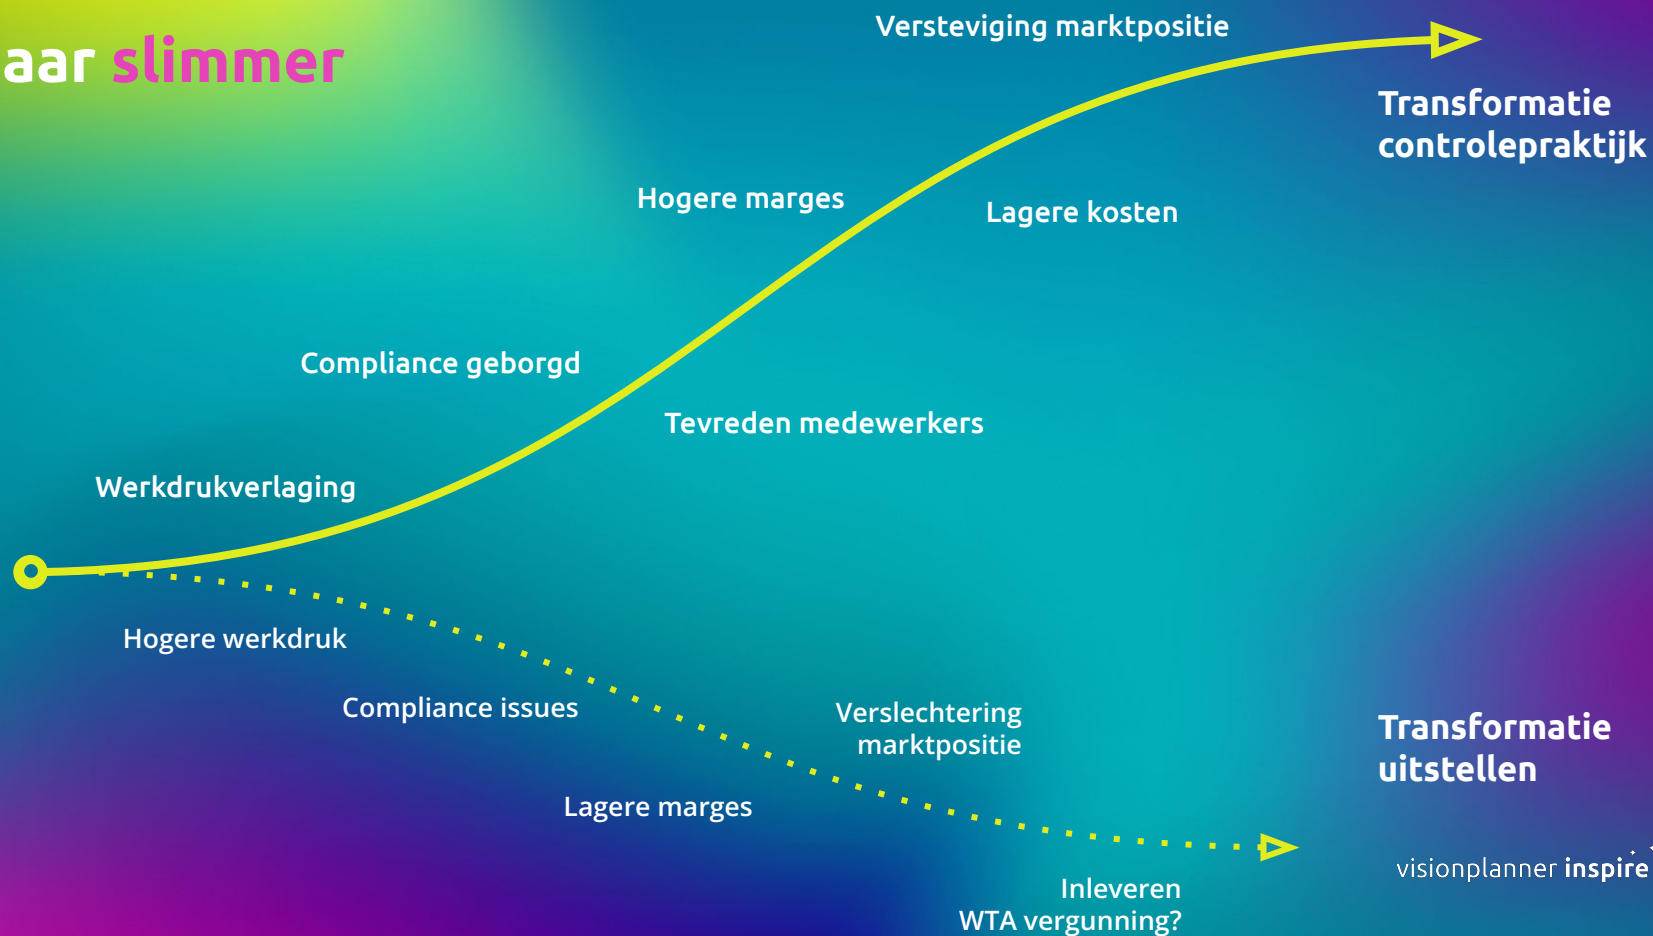 aar slimmer
Versteviging marktpositie
Transformatie
controlepraktijk
Hogere marges
Lagere kosten
Compliance geborgd
Tevreden medewerkers
Werkdrukverlaging
Hogere werkdruk
Compliance issues
Verslechtering
marktpositie
Transformatie
uitstellen
Lagere marges
visionplanner inspire
Inleveren
WTA vergunning?